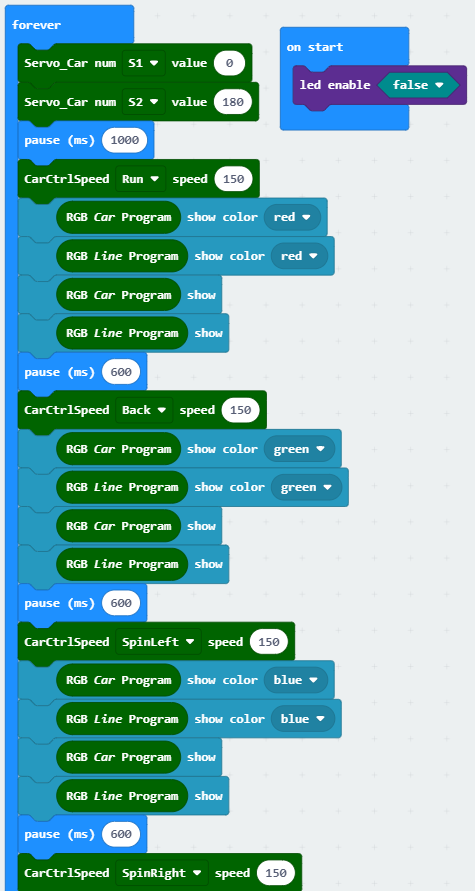 forever
Servo_Car num S1 value 0
Servo_Car num S2 value 180
pause (ms) 1000
CarCtrlSpeed Run speed 150
RGB Car Program show color red
RGB Line Program show color red
RGB Car Program show
RGB Line Program show
pause (ms) 600
CarCtrlSpeed Back speed 150
RGB Car Program show color green
RGB Line Program show color green
RGB Car Program show
RGB Line Program show
pause (ms) 600
CarCtrlSpeed SpinLeft speed 150
RGB Car Program show color blue
RGB Line Program show color blue
RGB Car Program show
RGB Line Program show
pause (ms) 600
CarCtrlSpeed SpinRight speed 150
on start
led enable false